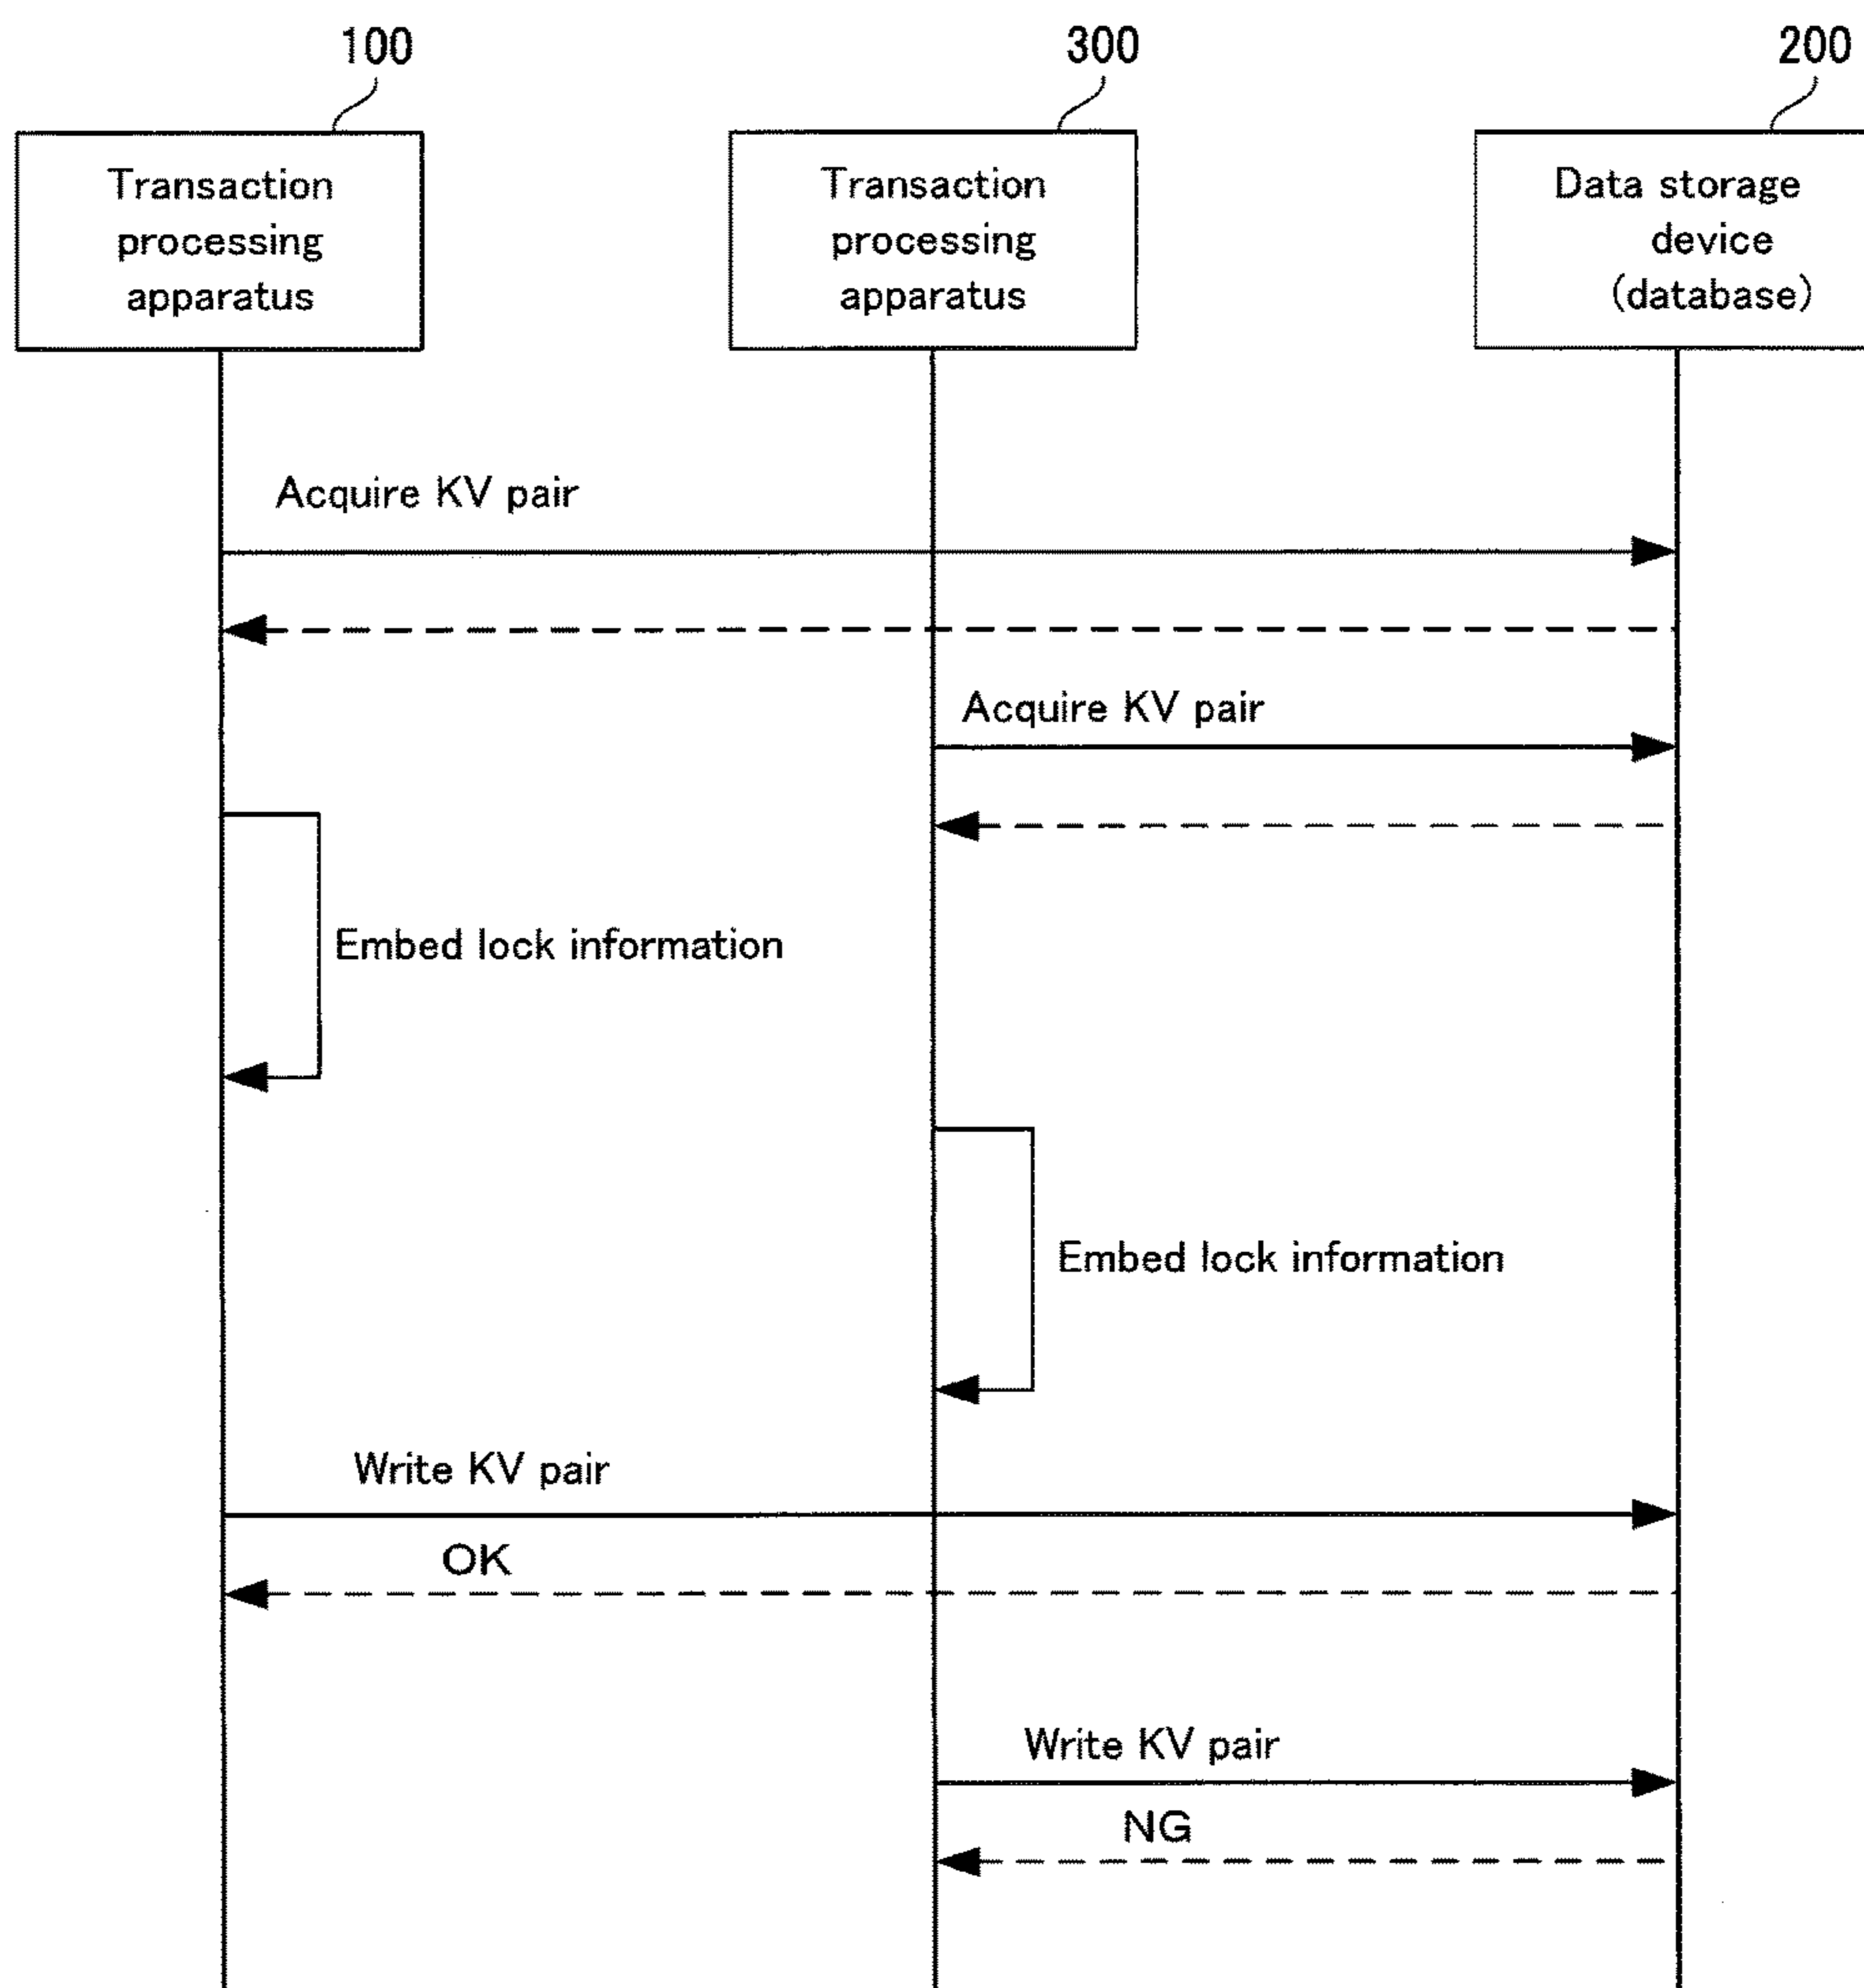 100
300
200
Transaction
processing
apparatus
Transaction
processing
apparatus
Data storage
device
(database)
Acquire KV pair
Acquire KV pair
Embed lock information
Embed lock information
Write KV pair
OK
Write KV pair
NG